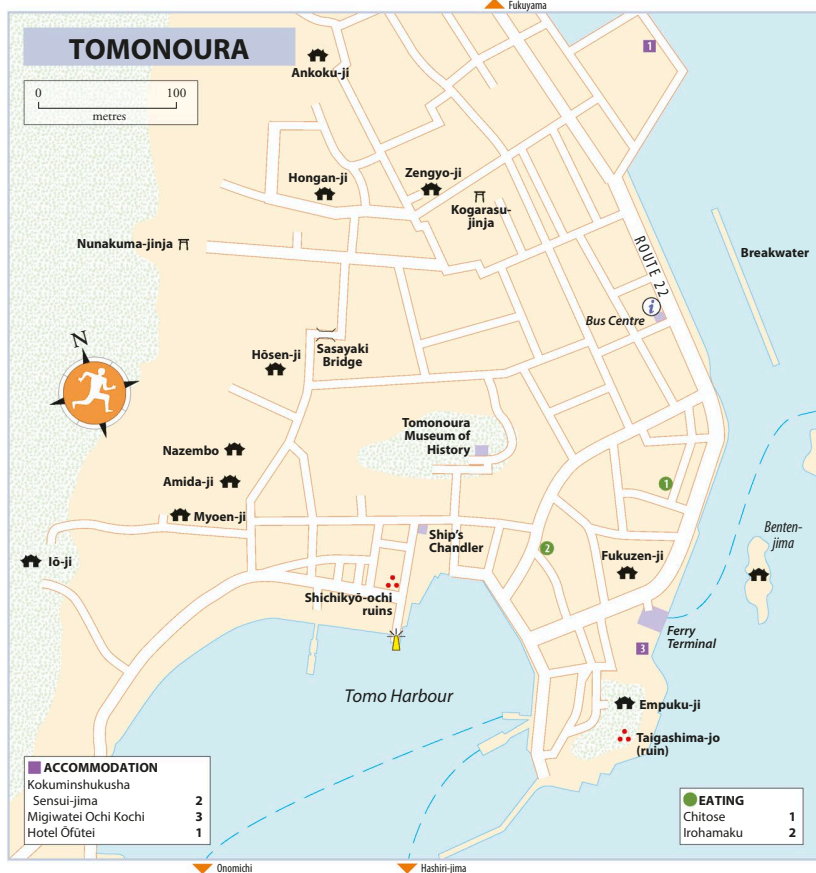 Fukuyama
TOMONOURA
0 100
metres
1
Ankoku-ji
Hongan-ji
Zengyo-ji
Kogarasu-
jinja
Nunakuma-jinja
ROUTE 22
Breakwater
i
Bus Centre
N
Hōsen-ji
Sasayaki
Bridge
Tomonoura
Museum of
History
Nazembo
Amida-ji
1
Myoen-ji
Ship's
Chandler
2
Benten-
jima
Iō-ji
Fukuzen-ji
Shichikyō-ochi
ruins
Ferry
Terminal
3
Tomo Harbour
Empuku-ji
Taigashima-jo
(ruin)
ACCOMMODATION
Kokuminshukusha
Sensui-jima 2
Migiwatei Ochi Kochi 3
Hotel Ōfūtei 1
EATING
Chitose 1
Irohamaku 2
Onomichi
Hashiri-jima